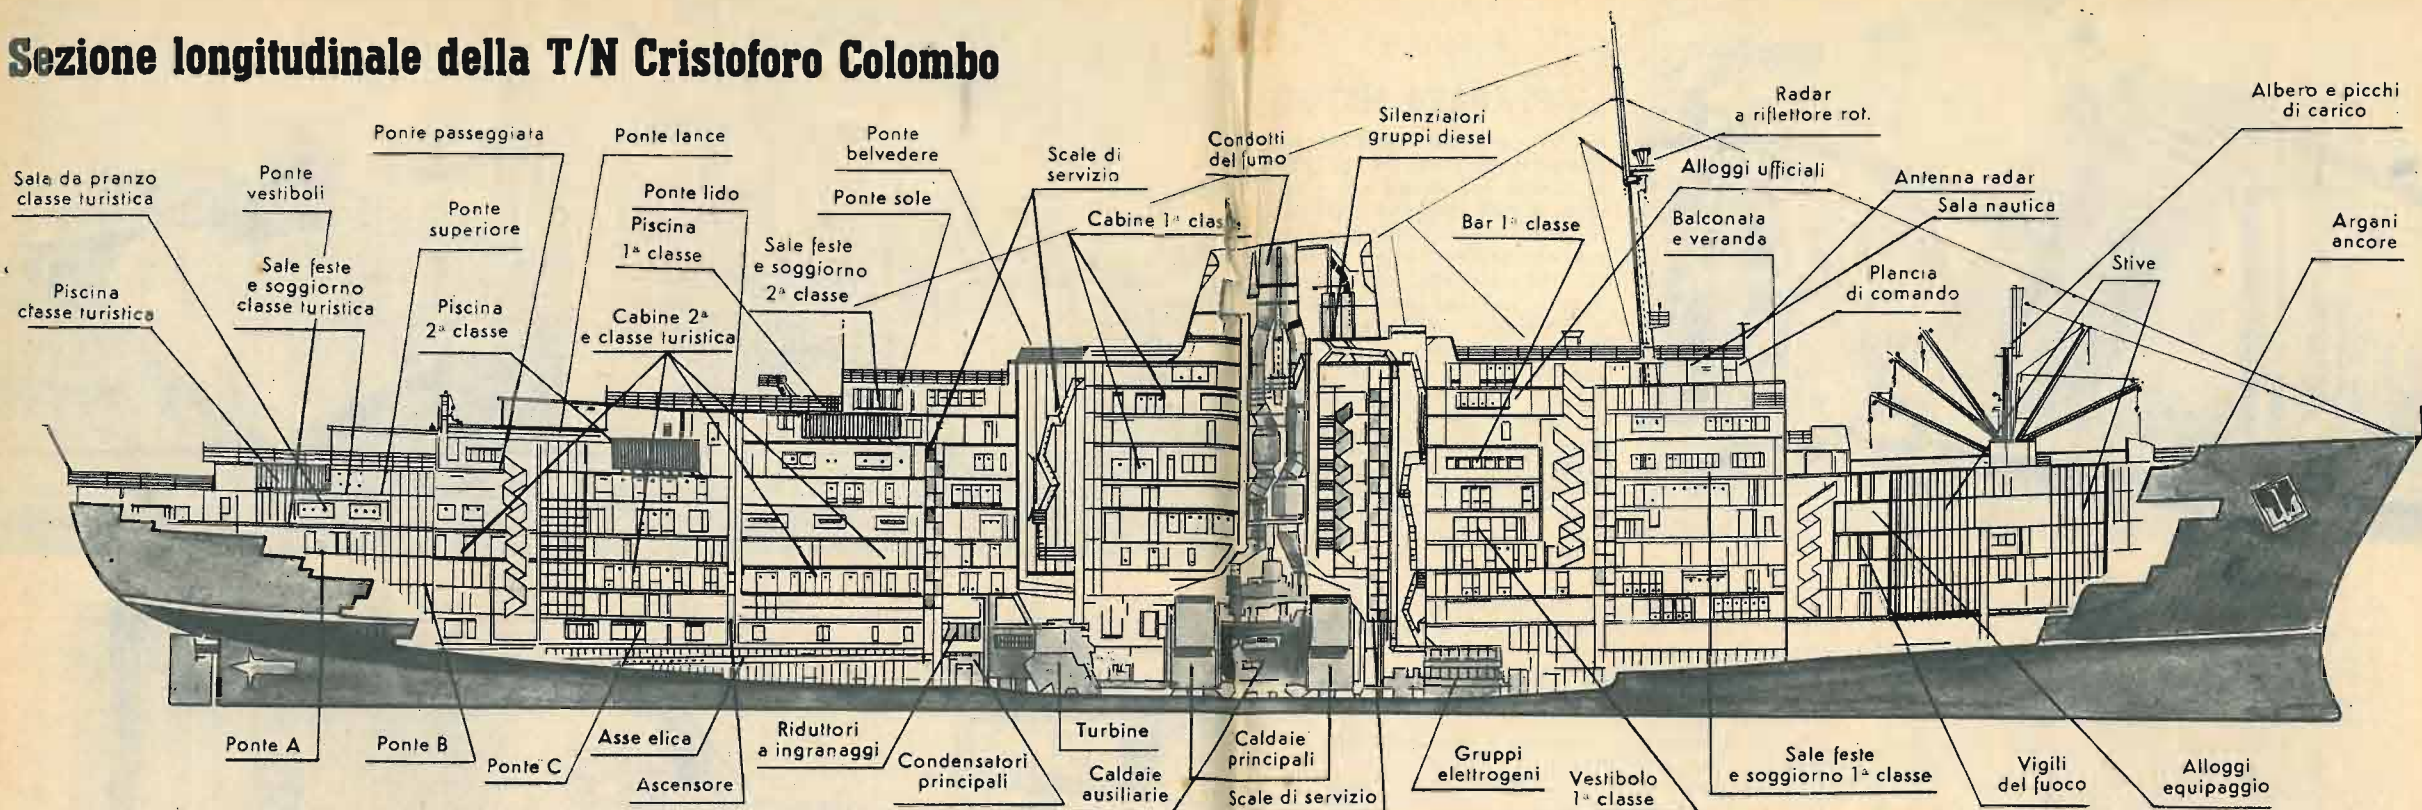 Sezione longitudinale della T/N Cristoforo Colombo
Sala da pranzo
classe turistica
Ponte
vestiboli
Ponte passeggiata
Ponte lance
Ponte
belvedere
Scale di
servizio
Condotti
del fumo
Silenziatori
gruppi diesel
Radar
a riflettore rot.
Albero e picchi
di carico
Ponte
superiore
Ponte lido
Piscina
1ª classe
Ponte sole
Cabine 1ª classe
Alloggi ufficiali
Antenna radar
Sala nautica
Argani
ancore
Piscina
classe turistica
Sale feste
e soggiorno
classe turistica
Piscina
2ª classe
Cabine 2ª
e classe turistica
Sale feste
e soggiorno
2ª classe
Bar 1ª classe
Balconata
e veranda
Plancia
di comando
Stive
Ponte A
Ponte B
Ponte C
Asse elica
Ascensore
Riduttori
a ingranaggi
Condensatori
principali
Turbine
Caldaie
ausiliarie
Caldaie
principali
Scale di servizio
Gruppi
elettrogeni
Vestibolo
1ª classe
Sale feste
e soggiorno 1ª classe
Vigili
del fuoco
Alloggi
equipaggio